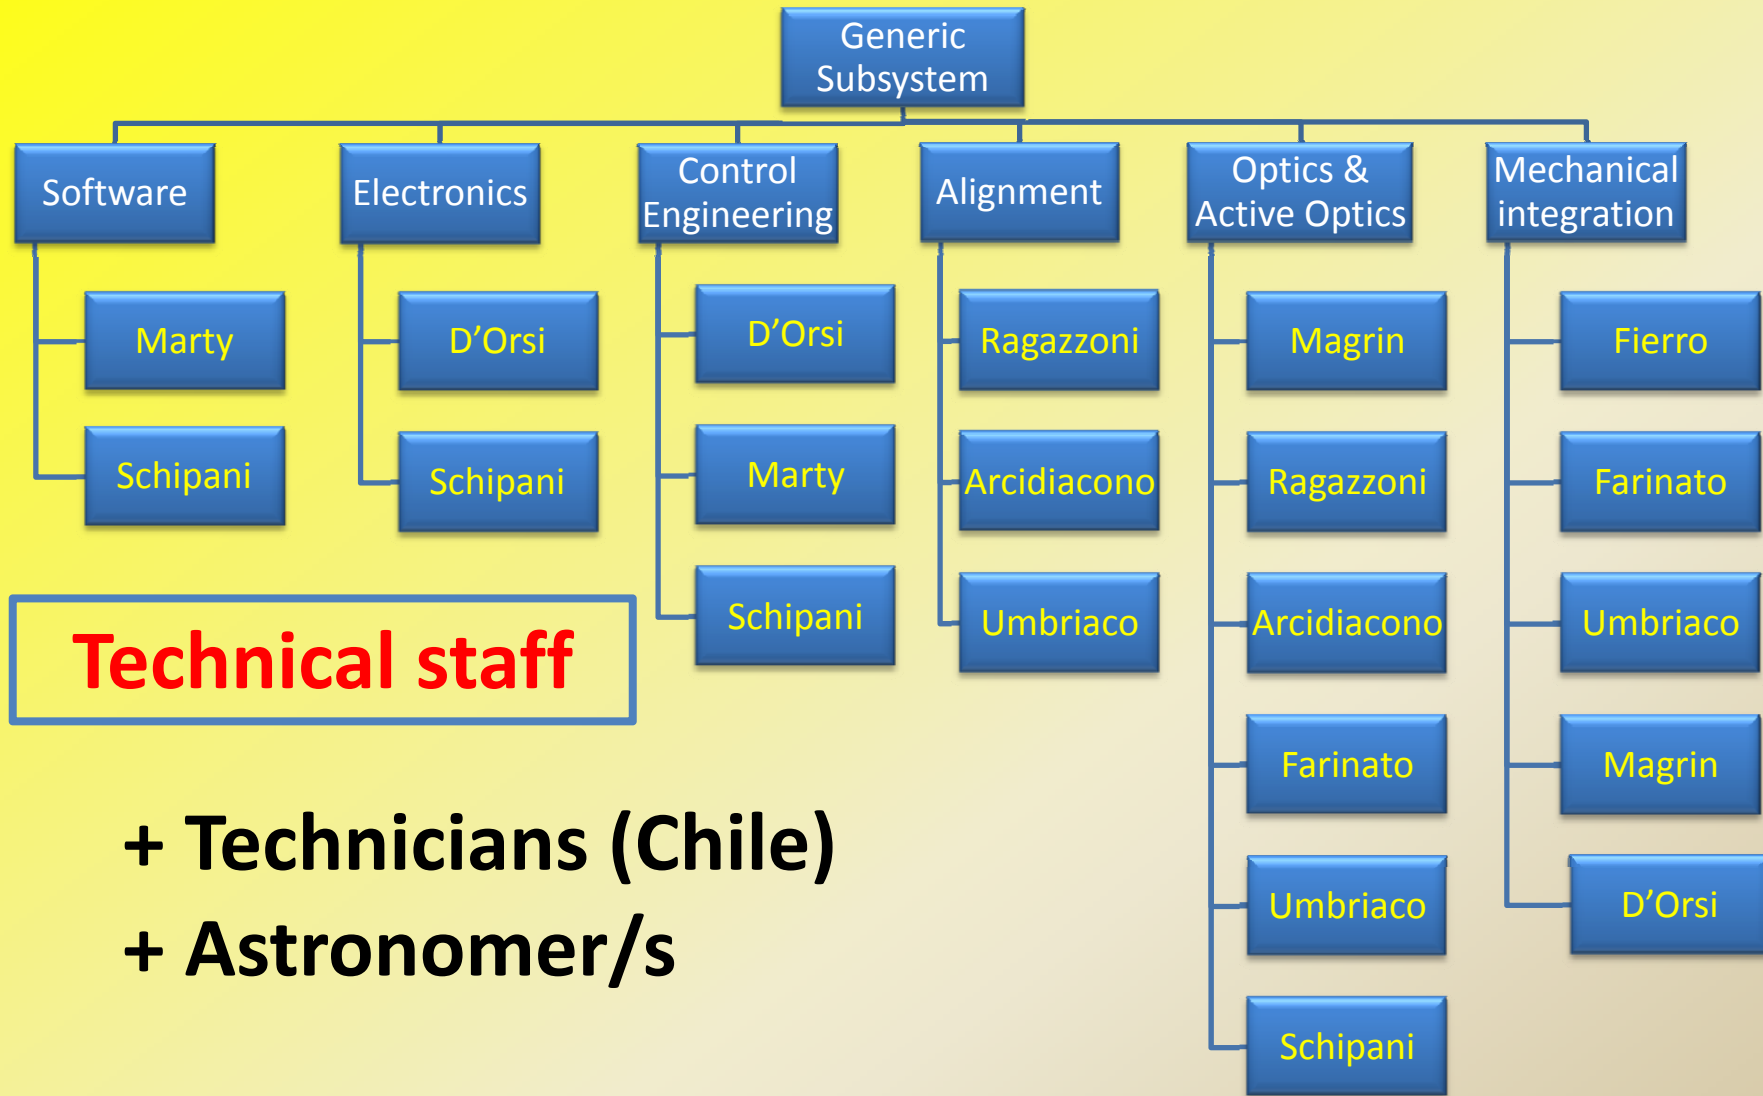 Generic
Subsystem
Software
Marty
Schipani
Electronics
D’Orsi
Schipani
Control
Engineering
D’Orsi
Marty
Schipani
Alignment
Ragazzoni
Arcidiacono
Umbriaco
Optics &
Active Optics
Magrin
Ragazzoni
Arcidiacono
Farinato
Umbriaco
Schipani
Mechanical
integration
Fierro
Farinato
Umbriaco
Magrin
D’Orsi
Technical staff
+ Technicians (Chile)
+ Astronomer/s